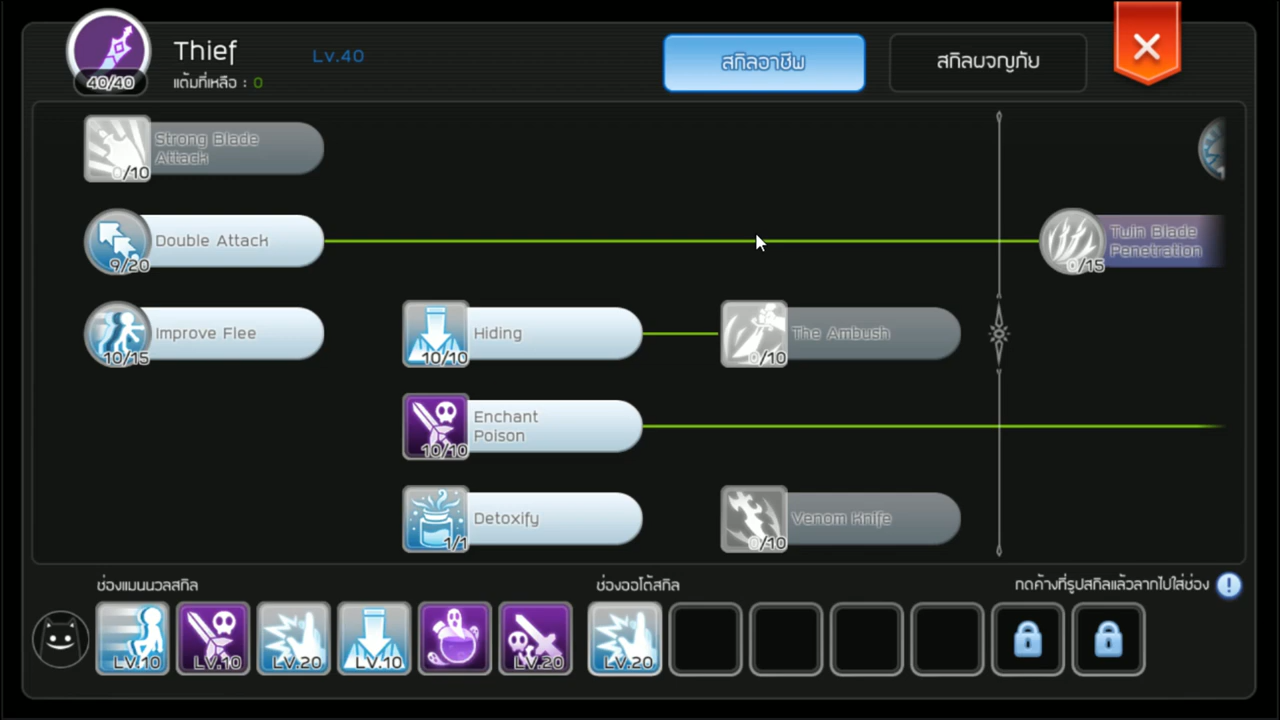 Thief
Lv.40
40/40
แต้มที่เหลือ : 0
สกิลอาชีพ
สกิลผจญภัย
Strong Blade
Attack
0/10
Double Attack
9/20
Twin Blade
Penetration
0/15
Improve Flee
10/15
Hiding
10/10
The Ambush
0/10
Enchant
Poison
10/10
Detoxify
1/1
Venom Knife
0/10
ช่องแมนนวลสกิล
ช่องออโต้สกิล
กดค้างที่รูปสกิลแล้วลากไปใส่ช่อง
LV.10
LV.10
LV.20
LV.10
LV.20
LV.20